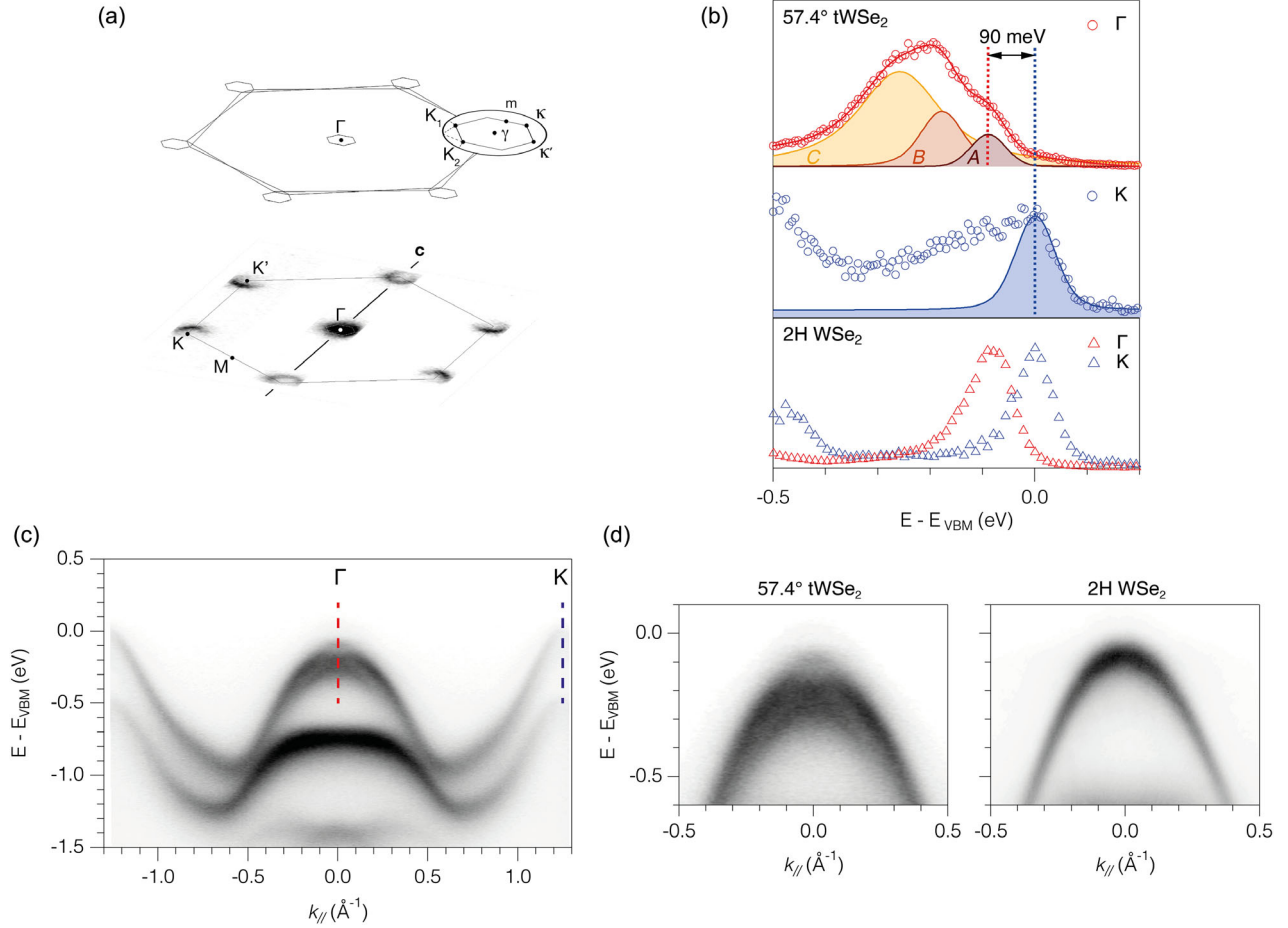 (a)
Γ
K₁
K₂
m
κ
γ
κ'
c
K'
Γ
K
M
(b)
57.4° tWSe₂
Γ
90 meV
C
B
A
K
2H WSe₂
Γ
K
-0.5
0.0
E - E_VBM (eV)
(c)
0.5
0.0
-0.5
-1.0
-1.5
E - E_VBM (eV)
Γ
K
-1.0
-0.5
0.0
0.5
1.0
k// (Å⁻¹)
(d)
57.4° tWSe₂
2H WSe₂
0.0
-0.5
E - E_VBM (eV)
-0.5
0.0
0.5
-0.5
0.0
0.5
k// (Å⁻¹)
k// (Å⁻¹)